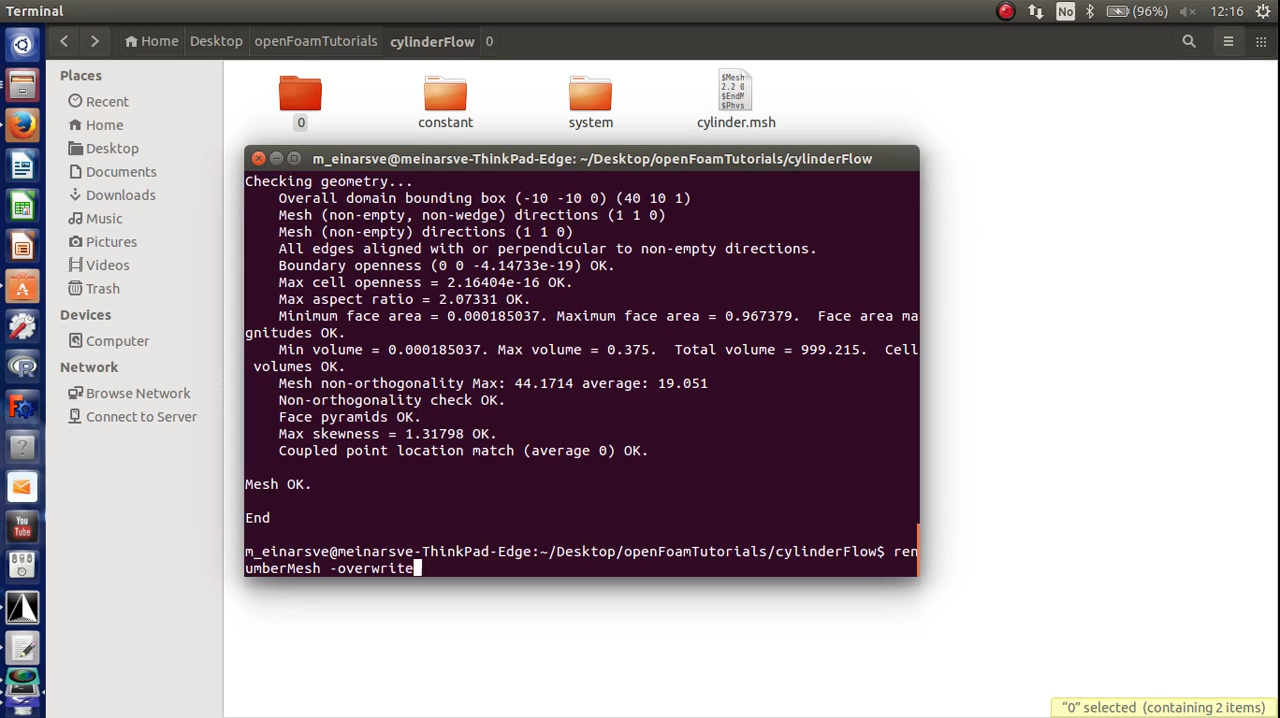 Terminal
No
(96%)
12:16
Home
Desktop
openFoamTutorials
cylinderFlow
0
Places
Recent
Home
Desktop
Documents
Downloads
Music
Pictures
Videos
Trash
Devices
Computer
Network
Browse Network
Connect to Server
$Mesh
2.2 0
$EndM
$Phys
0
constant
system
cylinder.msh
m_einarsve@meinarsve-ThinkPad-Edge: ~/Desktop/openFoamTutorials/cylinderFlow
Checking geometry...
Overall domain bounding box (-10 -10 0) (40 10 1)
Mesh (non-empty, non-wedge) directions (1 1 0)
Mesh (non-empty) directions (1 1 0)
All edges aligned with or perpendicular to non-empty directions.
Boundary openness (0 0 -4.14733e-19) OK.
Max cell openness = 2.16404e-16 OK.
Max aspect ratio = 2.07331 OK.
Minimum face area = 0.000185037. Maximum face area = 0.967379.  Face area ma
gnitudes OK.
Min volume = 0.000185037. Max volume = 0.375.  Total volume = 999.215.  Cell
volumes OK.
Mesh non-orthogonality Max: 44.1714 average: 19.051
Non-orthogonality check OK.
Face pyramids OK.
Max skewness = 1.31798 OK.
Coupled point location match (average 0) OK.
Mesh OK.
End
m_einarsve@meinarsve-ThinkPad-Edge:~/Desktop/openFoamTutorials/cylinderFlow$ ren
umberMesh -overwrite
You
Tube
“0” selected (containing 2 items)